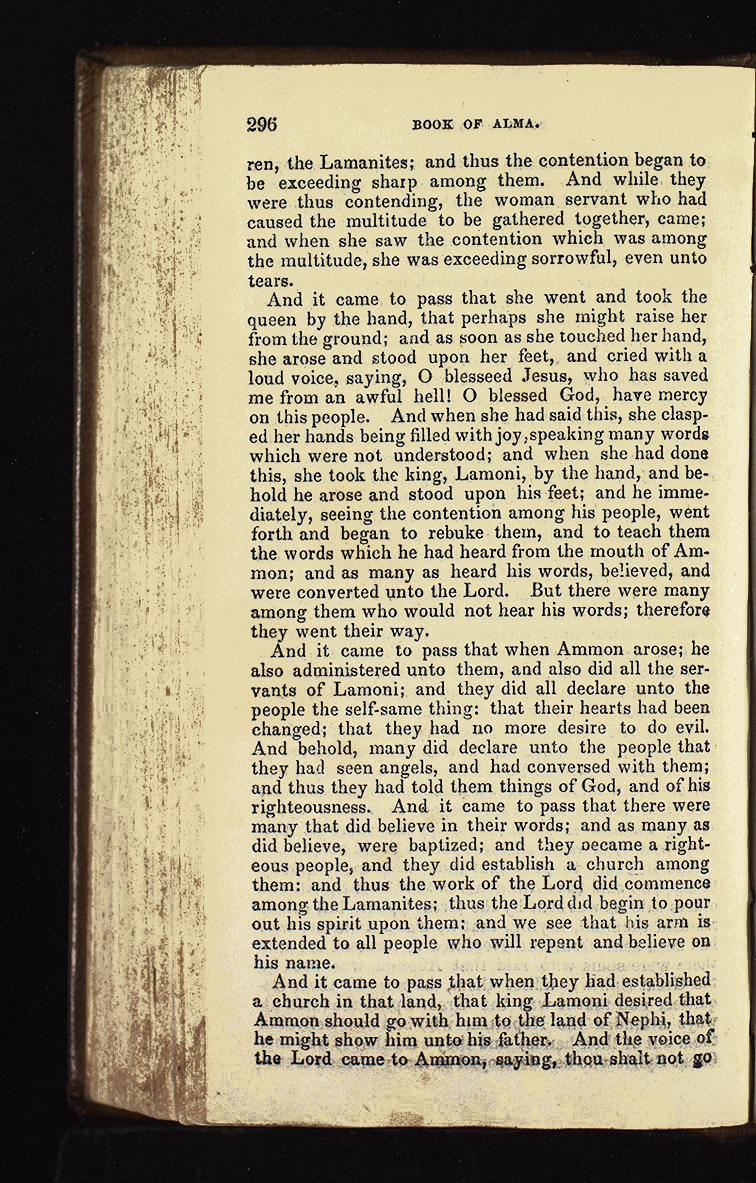 296 BOOK OF ALMA.
ren, the Lamanites; and thus the contention began to
be exceeding sharp among them. And while they
were thus contending, the woman servant who had
caused the multitude to be gathered together, came;
and when she saw the contention which was among
the multitude, she was exceeding sorrowful, even unto
tears.
And it came to pass that she went and took the
queen by the hand, that perhaps she might raise her
from the ground; and as soon as she touched her hand,
she arose and stood upon her feet, and cried with a
loud voice, saying, O blesseed Jesus, who has saved
me from an awful hell! O blessed God, have mercy
on this people. And when she had said this, she clasp-
ed her hands being filled with joy, speaking many words
which were not understood; and when she had done
this, she took the king, Lamoni, by the hand, and be-
hold he arose and stood upon his feet; and he imme-
diately, seeing the contention among his people, went
forth and began to rebuke them, and to teach them
the words which he had heard from the mouth of Am-
mon; and as many as heard his words, believed, and
were converted unto the Lord. But there were many
among them who would not hear his words; therefore
they went their way.
And it came to pass that when Ammon arose; he
also administered unto them, and also did all the ser-
vants of Lamoni; and they did all declare unto the
people the self-same thing: that their hearts had been
changed; that they had no more desire to do evil.
And behold, many did declare unto the people that
they had seen angels, and had conversed with them;
and thus they had told them things of God, and of his
righteousness. And it came to pass that there were
many that did believe in their words; and as many as
did believe, were baptized; and they became a right-
eous people, and they did establish a church among
them: and thus the work of the Lord did commence
among the Lamanites; thus the Lord did begin to pour
out his spirit upon them; and we see that his arm is
extended to all people who will repent and believe on
his name.
And it came to pass that when they had established
a church in that land, that king Lamoni desired that
Ammon should go with him to the land of Nephi, that
he might show him unto his father. And the voice of
the Lord came to Ammon, saying, thou shalt not go